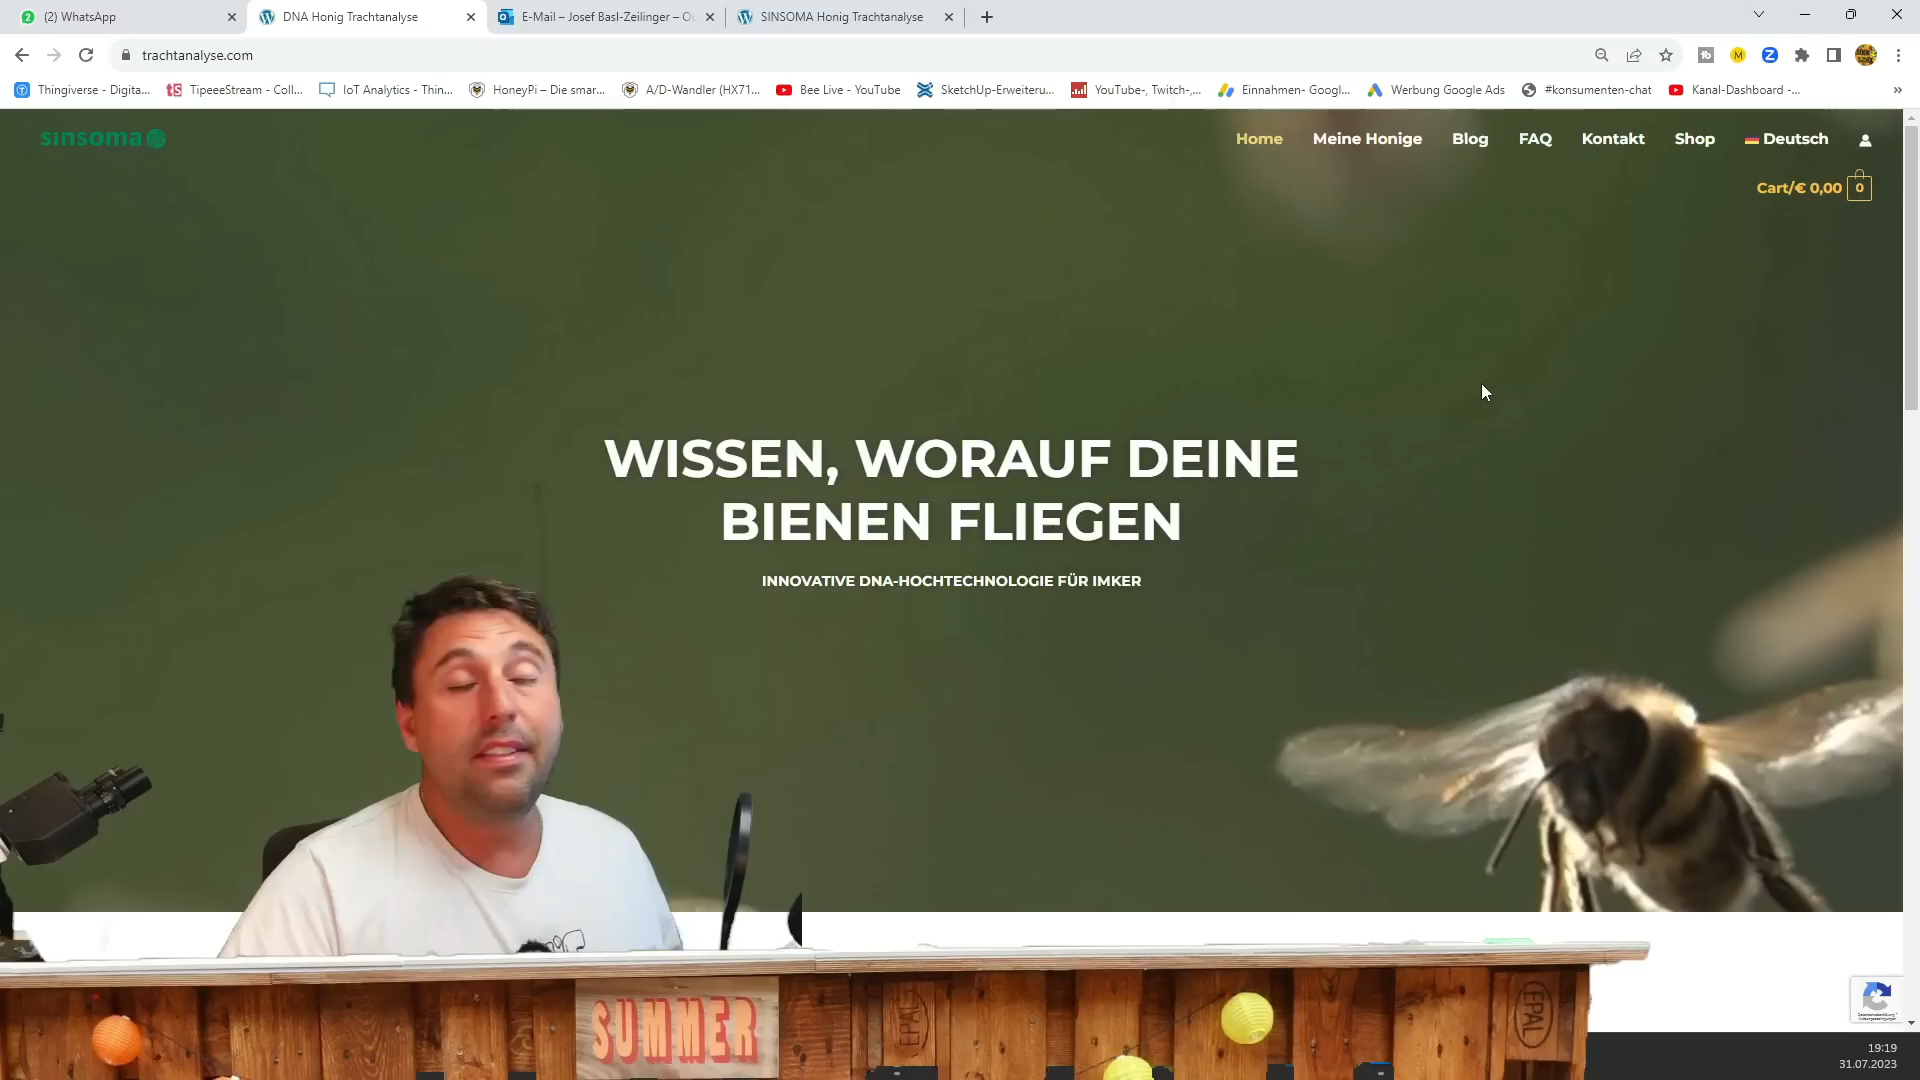 (2) WhatsApp
DNA Honig Trachtanalyse
E-Mail – Josef Basl-Zeilinger – Ou
SINSOMA Honig Trachtanalyse
trachtanalyse.com
Thingiverse - Digita...
TipeeeStream - Coll...
IoT Analytics - Thin...
HoneyPi – Die smar...
A/D-Wandler (HX71...
Bee Live - YouTube
SketchUp-Erweiteru...
YouTube-, Twitch-,...
Einnahmen- Googl...
Werbung Google Ads
#konsumenten-chat
Kanal-Dashboard -...
sinsoma
Home
Meine Honige
Blog
FAQ
Kontakt
Shop
Deutsch
Cart/€ 0,00
0
WISSEN, WORAUF DEINE
BIENEN FLIEGEN
INNOVATIVE DNA-HOCHTECHNOLOGIE FÜR IMKER
SUMMER
EPAL
EPAL
19:19
31.07.2023